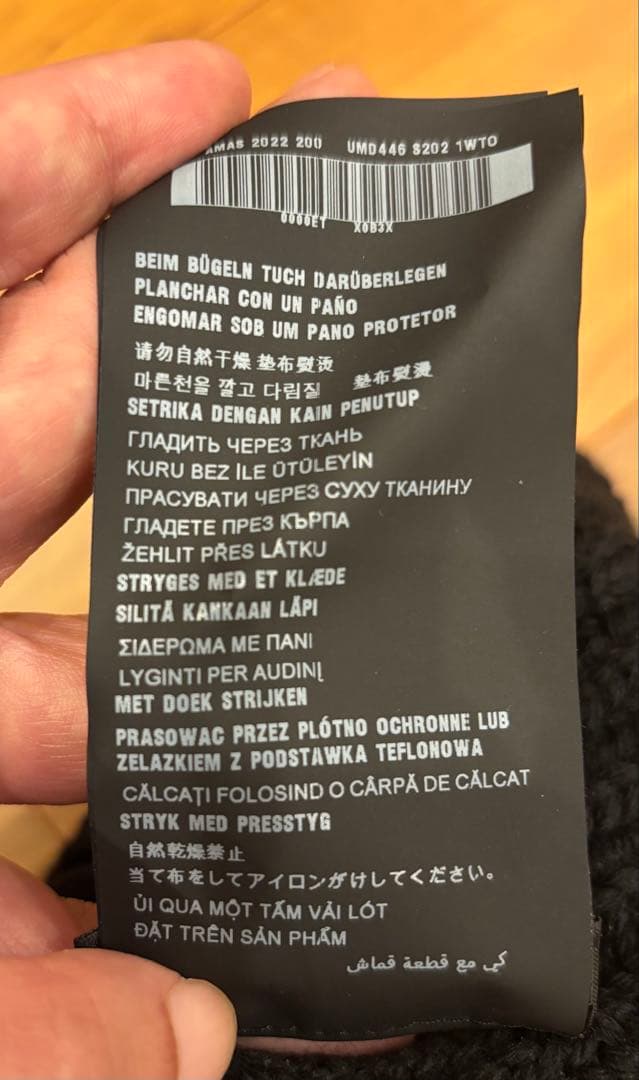 2022 200 UMD446 8202 1WTO
0000ET X0B3X
BEIM BÜGELN TUCH DARÜBERLEGEN
PLANCHAR CON UN PAÑO
ENGOMAR SOB UM PANO PROTETOR
请勿自然干燥 垫布熨烫
마른천을 깔고 다림질 墊布熨燙
SETRIKA DENGAN KAIN PENUTUP
ГЛАДИТЬ ЧЕРЕЗ ТКАНЬ
KURU BEZ İLE ÜTÜLEYİN
ПРАСУВАТИ ЧЕРЕЗ СУХУ ТКАНИНУ
ГЛАДЕТЕ ПРЕЗ КЪРПА
ŽEHLIT PŘES LÁTKU
STRYGES MED ET KLÆDE
SILITÄ KANKAAN LÄPI
ΣΙΔΕΡΩΜΑ ΜΕ ΠΑΝΙ
LYGINTI PER AUDINĮ
MET DOEK STRIJKEN
PRASOWAC PRZEZ PLÓTNO OCHRONNE LUB
ZELAZKIEM Z PODSTAWKA TEFLONOWA
CĂLCAȚI FOLOSIND O CÂRPĂ DE CĂLCAT
STRYK MED PRESSTYG
自然乾燥禁止
当て布をしてアイロンがけしてください。
ỦI QUA MỘT TẤM VẢI LÓT
ĐẶT TRÊN SẢN PHẨM
كي مع قطعة قماش